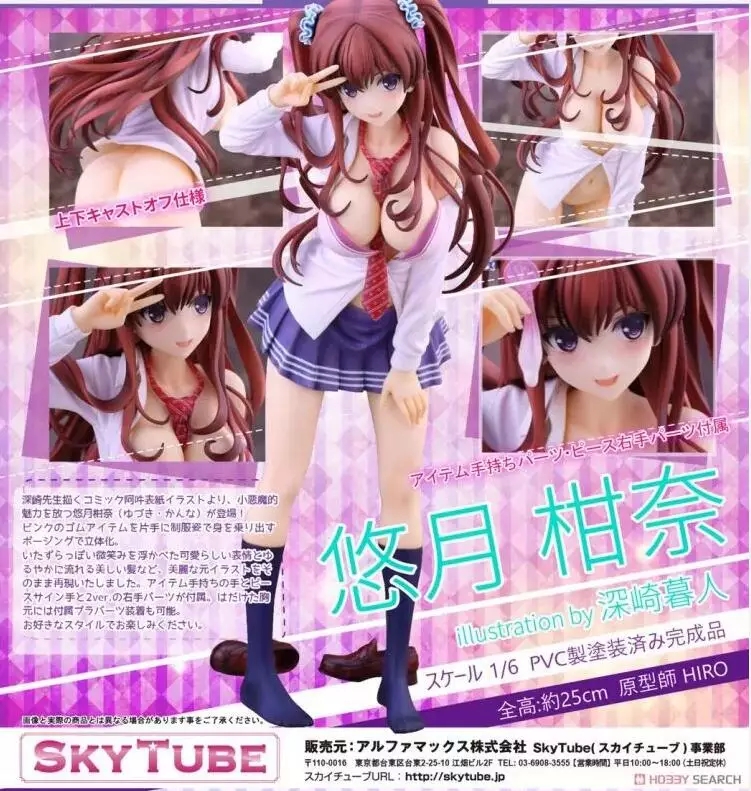 上下キャストオフ仕様
アイテム手持ちパーツ・ピース右手パーツ付属
深崎先生描くコミック阿吽表紙イラストより、小悪魔的
魅力を放つ悠月柑奈（ゆづき・かんな）が登場！
ピンクのゴムアイテムを片手に制服姿で身を乗り出す
ポージングで立体化。
いたずらっぽい微笑みを浮かべた可愛らしい表情とゆ
るやかに流れる美しい髪など、美麗な元イラストをそ
のまま再現いたしました。アイテム手持ちの手とピー
スサイン手と2ver.の右手パーツが付属。はだけた胸
元には付属ブラパーツ装着も可能。
お好きなスタイルでお楽しみください。
悠月 柑奈
illustration by 深崎暮人
スケール 1/6 PVC製塗装済み完成品
全高:約25cm 原型師 HIRO
画像と実際の商品とは異なる場合があります事をご了承ください。
SKYTUBE
販売元：アルファマックス株式会社 SkyTube(スカイチューブ)事業部
〒110-0016 東京都台東区台東2-25-10 江畑ビル2F TEL: 03-6908-3555【営業時間】平日10:00～18:00（土日祝定休）
スカイチューブURL：http://skytube.jp
HOBBY SEARCH